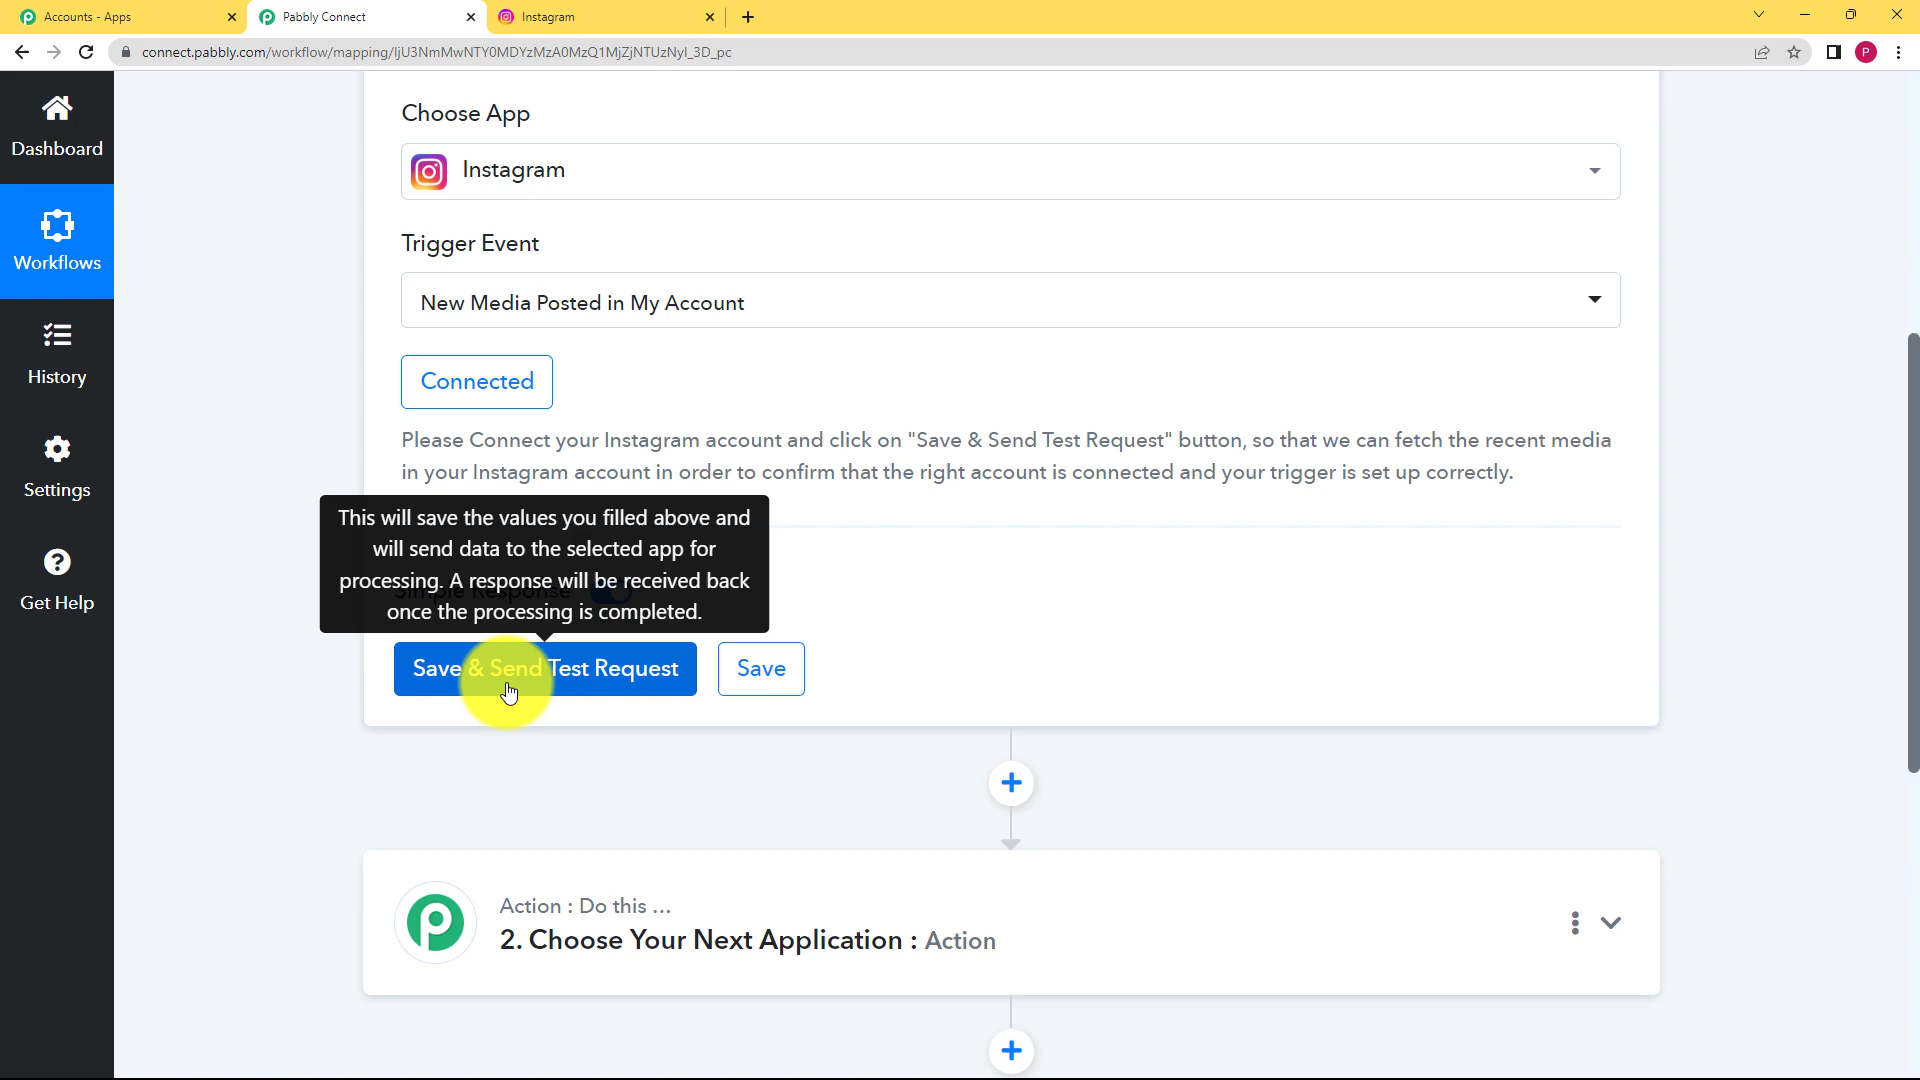 Accounts - Apps
Pabbly Connect
Instagram
connect.pabbly.com/workflow/mapping/IjU3NmMwNTY0MDYzMzA0MzQ1MjZjNTUzNyI_3D_pc
P
Dashboard
Workflows
History
Settings
Get Help
Choose App
Instagram
Trigger Event
New Media Posted in My Account
Connected
Please Connect your Instagram account and click on "Save & Send Test Request" button, so that we can fetch the recent media
in your Instagram account in order to confirm that the right account is connected and your trigger is set up correctly.
This will save the values you filled above and
will send data to the selected app for
processing. A response will be received back
once the processing is completed.
Simple Response
Save & Send Test Request
Save
Action : Do this ...
2. Choose Your Next Application : Action